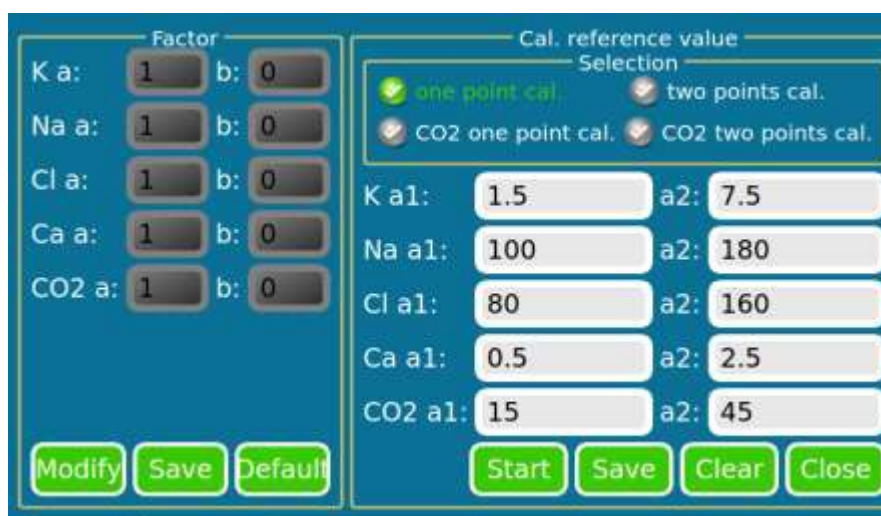 Factor
K a: 1 b: 0
Na a: 1 b: 0
Cl a: 1 b: 0
Ca a: 1 b: 0
CO2 a: 1 b: 0
Modify Save Default
Cal. reference value
Selection
one point cal. two points cal.
CO2 one point cal. CO2 two points cal.
K a1: 1.5 a2: 7.5
Na a1: 100 a2: 180
Cl a1: 80 a2: 160
Ca a1: 0.5 a2: 2.5
CO2 a1: 15 a2: 45
Start Save Clear Close